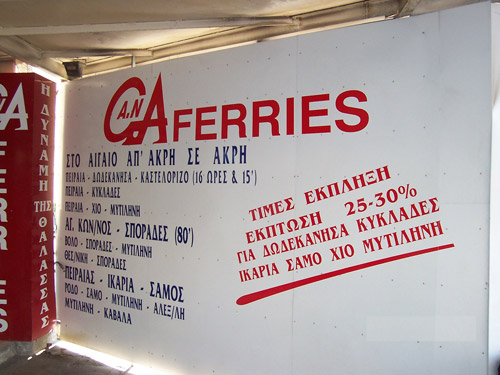 GA A.N FERRIES
ΣΤΟ ΑΙΓΑΙΟ ΑΠ' ΑΚΡΗ ΣΕ ΑΚΡΗ
ΠΕΙΡΑΙΑ - ΔΩΔΕΚΑΝΗΣΑ - ΚΑΣΤΕΛΟΡΙΖΟ (16 ΩΡΕΣ & 15')
ΠΕΙΡΑΙΑ - ΚΥΚΛΑΔΕΣ
ΠΕΙΡΑΙΑ - ΧΙΟ - ΜΥΤΙΛΗΝΗ
ΑΓ. ΚΩΝ/ΝΟΣ - ΣΠΟΡΑΔΕΣ (80')
ΒΟΛΟ - ΣΠΟΡΑΔΕΣ - ΜΥΤΙΛΗΝΗ
ΘΕΣ/ΝΙΚΗ - ΣΠΟΡΑΔΕΣ
ΠΕΙΡΑΙΑΣ - ΙΚΑΡΙΑ - ΣΑΜΟΣ
ΡΟΔΟ - ΣΑΜΟ - ΜΥΤΙΛΗΝΗ - ΑΛΕΞ/ΛΗ
ΜΥΤΙΛΗΝΗ - ΚΑΒΑΛΑ
ΤΙΜΕΣ ΕΚΠΛΗΞΗ
ΕΚΠΤΩΣΗ 25-30%
ΓΙΑ ΔΩΔΕΚΑΝΗΣΑ ΚΥΚΛΑΔΕΣ
ΙΚΑΡΙΑ ΣΑΜΟ ΧΙΟ ΜΥΤΙΛΗΝΗ
Η ΔΥΝΑΜΗ ΤΗΣ ΘΑΛΑΣΣΑΣ